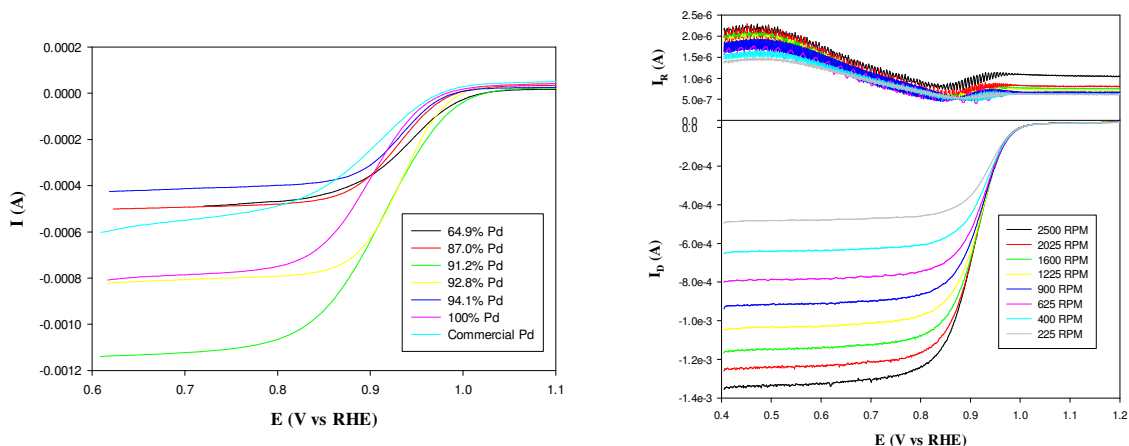 0.0002
0.0000
-0.0002
-0.0004
-0.0006
-0.0008
-0.0010
-0.0012
I (A)
0.6 0.7 0.8 0.9 1.0 1.1
E (V vs RHE)
64.9% Pd
87.0% Pd
91.2% Pd
92.8% Pd
94.1% Pd
100% Pd
Commercial Pd
2.5e-6
2.0e-6
1.5e-6
1.0e-6
5.0e-7
0.0
I_R (A)
0.0
-2.0e-4
-4.0e-4
-6.0e-4
-8.0e-4
-1.0e-3
-1.2e-3
-1.4e-3
I_D (A)
0.4 0.5 0.6 0.7 0.8 0.9 1.0 1.1 1.2
E (V vs RHE)
2500 RPM
2025 RPM
1600 RPM
1225 RPM
900 RPM
625 RPM
400 RPM
225 RPM